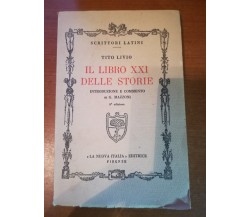 SCRITTORI LATINI
TITO LIVIO
IL LIBRO XXI
DELLE STORIE
INTRODUZIONE E COMMENTO
DI G. MAZZONI
LA NUOVA ITALIA EDITRICE
FIRENZE